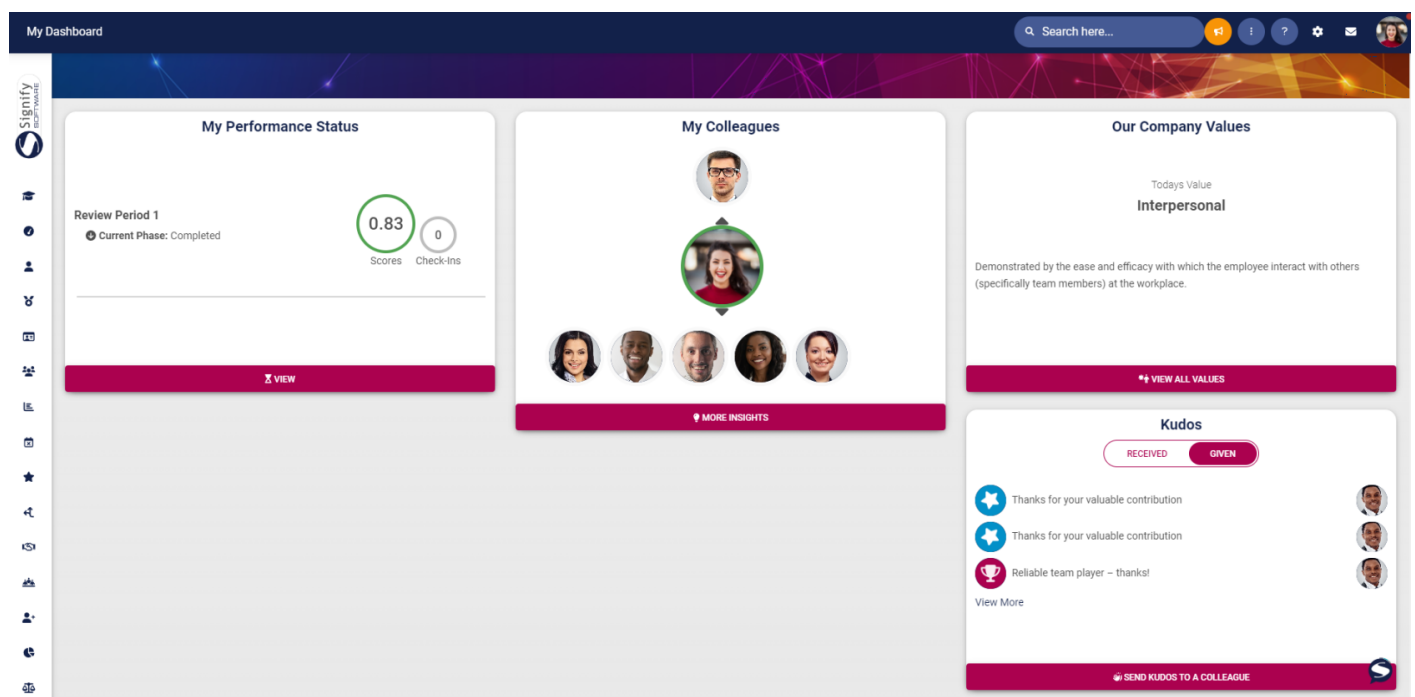 My Dashboard
Search here...
Signify
SOFTWARE
My Performance Status
Review Period 1
Current Phase: Completed
0.83
Scores
0
Check-Ins
VIEW
My Colleagues
MORE INSIGHTS
Our Company Values
Todays Value
Interpersonal
Demonstrated by the ease and efficacy with which the employee interact with others
(specifically team members) at the workplace.
VIEW ALL VALUES
Kudos
RECEIVED
GIVEN
Thanks for your valuable contribution
Thanks for your valuable contribution
Reliable team player – thanks!
View More
SEND KUDOS TO A COLLEAGUE